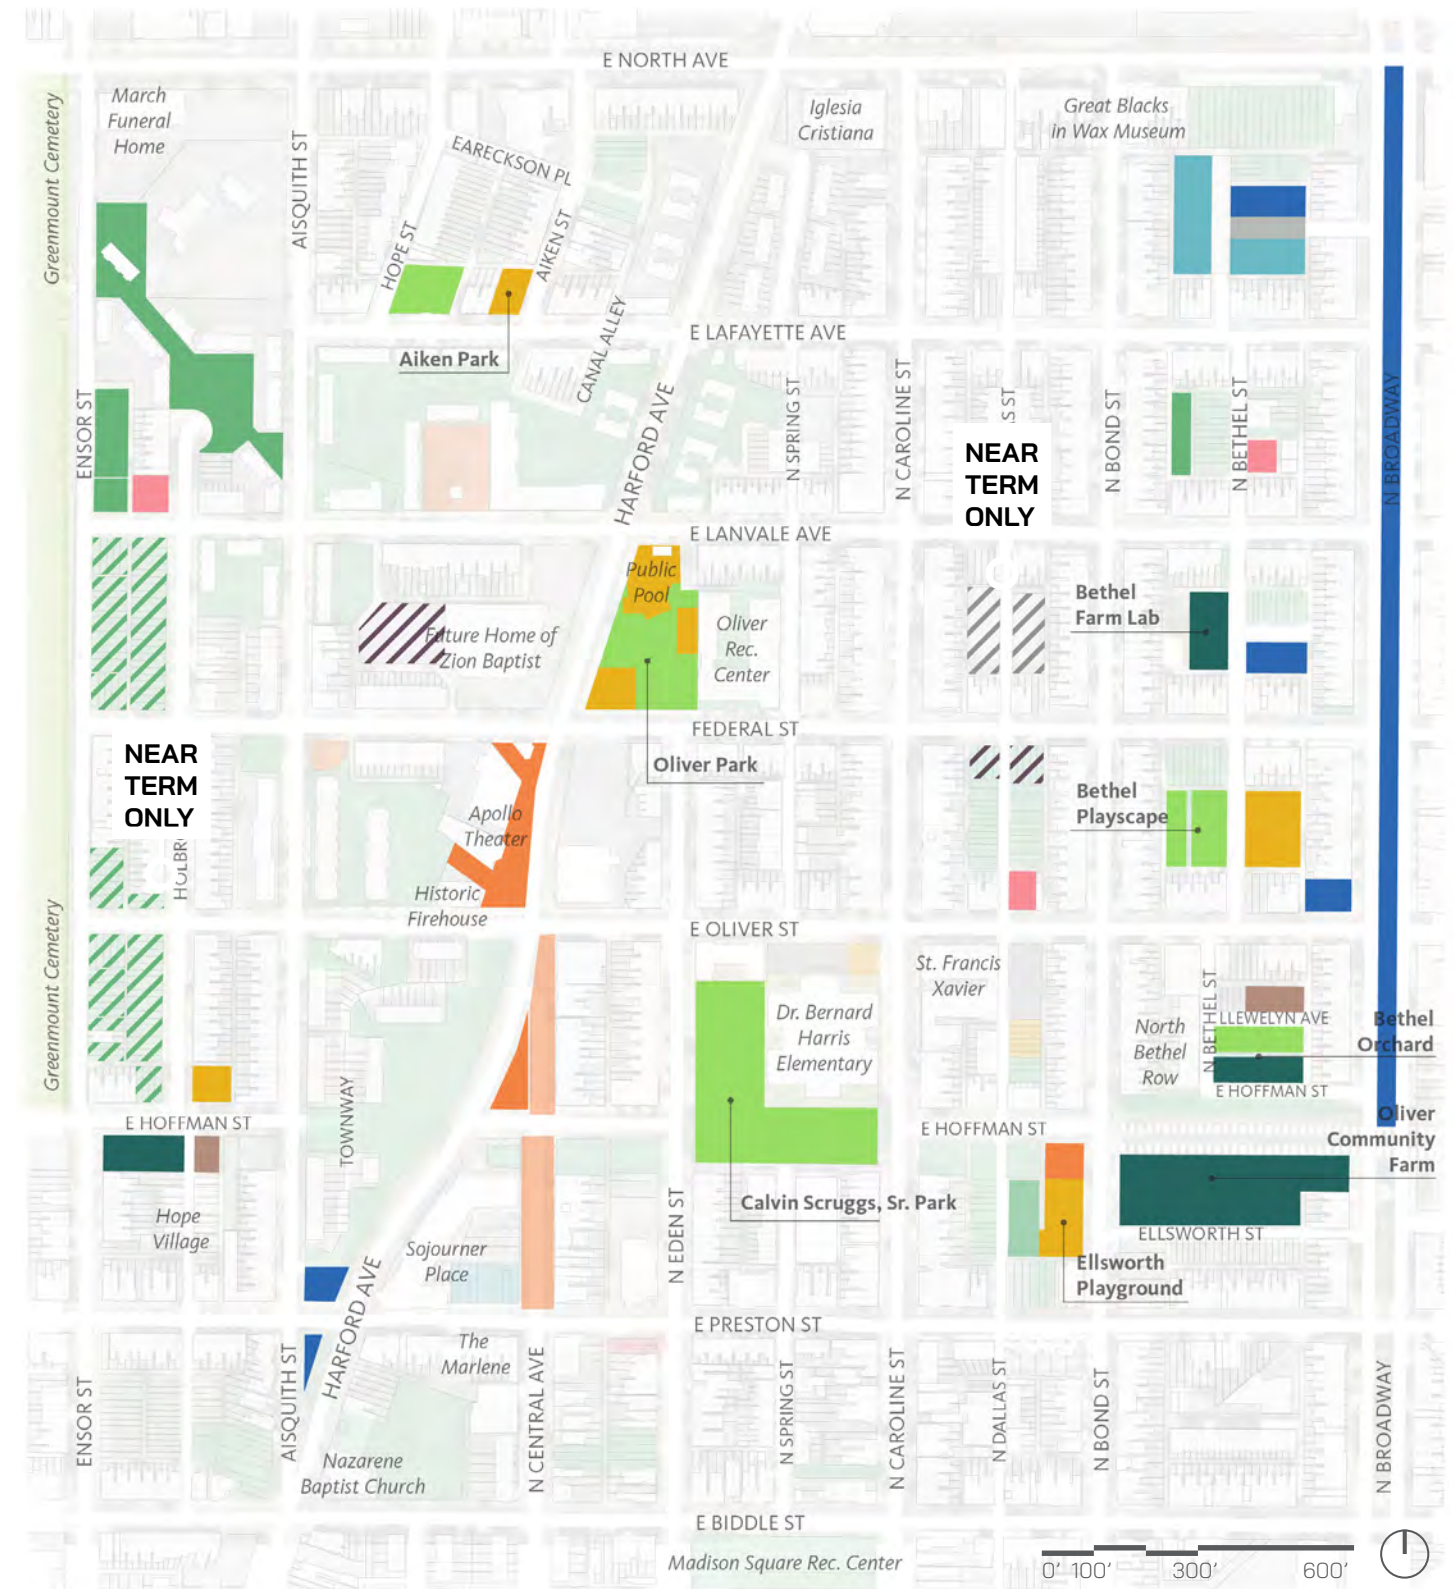 E NORTH AVE
March
Funeral
Home
Greenmount Cemetery
AISQUITH ST
EARECKSON PL
HOPE ST
AIKEN ST
Iglesia
Cristiana
Great Blacks
in Wax Museum
E LAFAYETTE AVE
Aiken Park
CANAL ALLEY
HARFORD AVE
ENSOR ST
N SPRING ST
N CAROLINE ST
AS ST
N BOND ST
N BETHEL ST
N BROADWAY
NEAR
TERM
ONLY
E LANVALE AVE
Public
Pool
Oliver
Rec.
Center
Future Home of
Zion Baptist
Bethel
Farm Lab
FEDERAL ST
Oliver Park
NEAR
TERM
ONLY
HOLBR
Apollo
Theater
Historic
Firehouse
Bethel
Playscape
E OLIVER ST
Greenmount Cemetery
St. Francis
Xavier
Dr. Bernard
Harris
Elementary
North
Bethel
Row
N BETHEL ST
LLEWELYN AVE
Bethel
Orchard
E HOFFMAN ST
TOWNWAY
E HOFFMAN ST
E HOFFMAN ST
Oliver
Community
Farm
Hope
Village
Sojourner
Place
N EDEN ST
Calvin Scruggs, Sr. Park
ELLSWORTH ST
Ellsworth
Playground
HARFORD AVE
E PRESTON ST
The
Marlene
ENSOR ST
AISQUITH ST
N CENTRAL AVE
N SPRING ST
N CAROLINE ST
N DALLAS ST
N BOND ST
N BROADWAY
Nazarene
Baptist Church
E BIDDLE ST
Madison Square Rec. Center
0' 100' 300' 600'